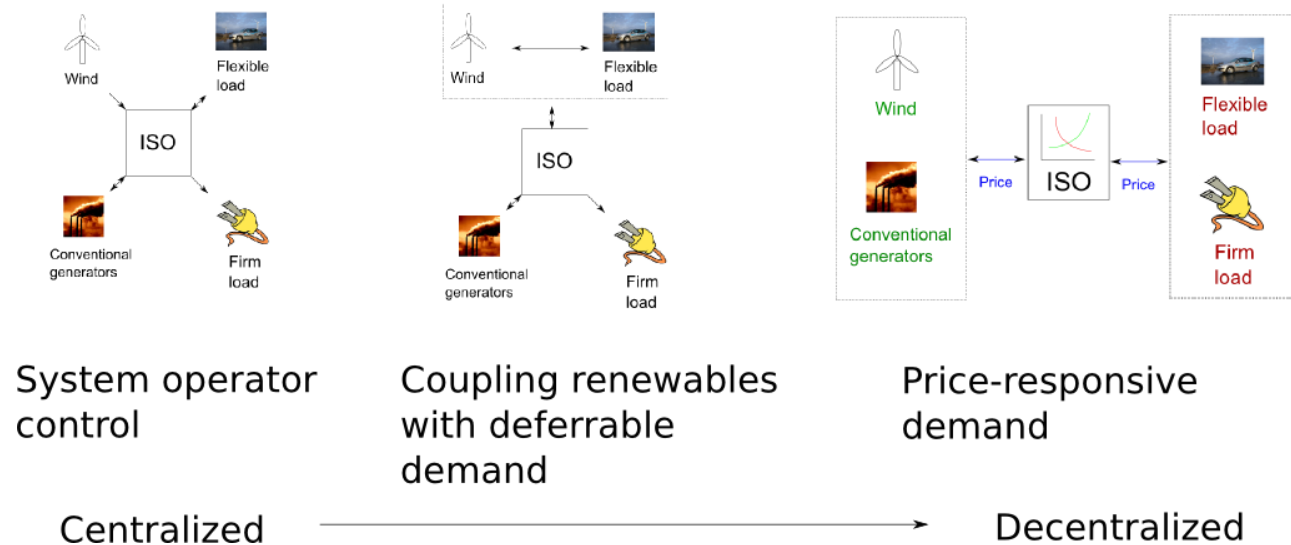 Wind
Flexible
load
ISO
Conventional
generators
Firm
load
Wind
Flexible
load
ISO
Conventional
generators
Firm
load
Wind
Conventional
generators
Price
ISO
Price
Flexible
load
Firm
load
System operator
control
Coupling renewables
with deferrable
demand
Price-responsive
demand
Centralized
Decentralized